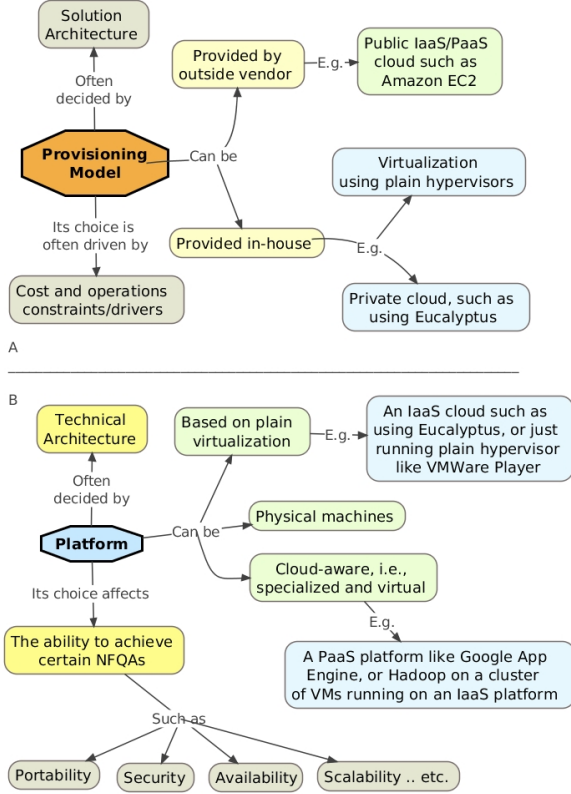 Solution
Architecture
Often
decided by
Provisioning
Model
Its choice is
often driven by
Cost and operations
constraints/drivers
Can be
Provided by
outside vendor
E.g.
Public IaaS/PaaS
cloud such as
Amazon EC2
Provided in-house
E.g.
Virtualization
using plain hypervisors
Private cloud, such as
using Eucalyptus
A
B
Technical
Architecture
Often
decided by
Platform
Its choice affects
The ability to achieve
certain NFQAs
Such as
Portability
Security
Availability
Scalability .. etc.
Can be
Based on plain
virtualization
E.g.
An IaaS cloud such as
using Eucalyptus, or just
running plain hypervisor
like VMWare Player
Physical machines
Cloud-aware, i.e.,
specialized and virtual
E.g.
A PaaS platform like Google App
Engine, or Hadoop on a cluster
of VMs running on an IaaS platform